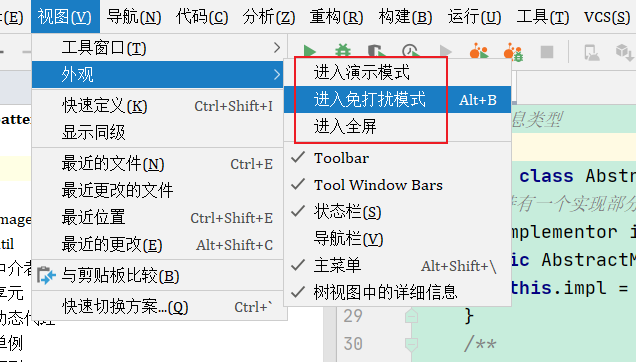 视图(V) 导航(N) 代码(C) 分析(Z) 重构(R) 构建(B) 运行(U) 工具(T) VCS(S)
工具窗口(T)
外观
快速定义(K) Ctrl+Shift+I
显示同级
最近的文件(N) Ctrl+E
最近更改的文件
最近位置 Ctrl+Shift+E
最近的更改(E) Alt+Shift+C
与剪贴板比较(B)
快速切换方案...(Q) Ctrl+`
进入演示模式
进入免打扰模式 Alt+B
进入全屏
Toolbar
Tool Window Bars
状态栏(S)
导航栏(V)
主菜单 Alt+Shift+\
树视图中的详细信息
息类型
class Abstr
有一个实现部分
mplementor i
ic AbstractM
this.impl =
29 }
30 /**
中介者
享元
动态代理
单例